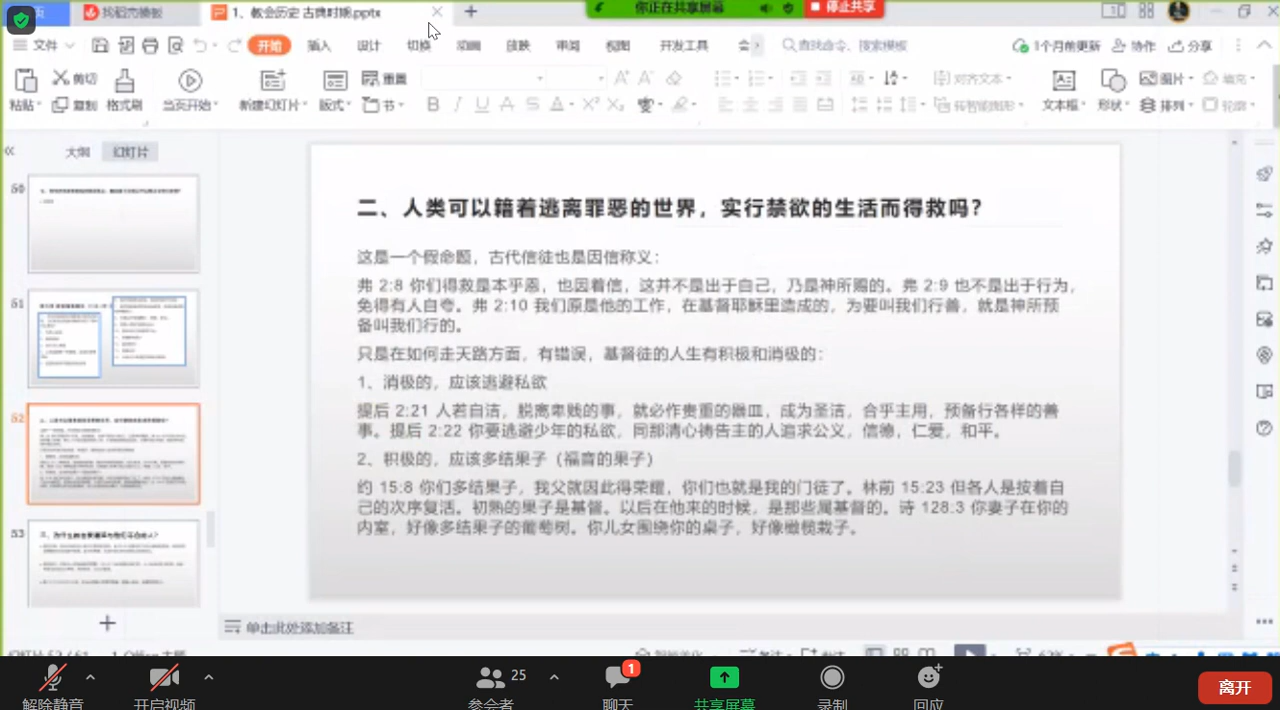 找稻壳模板
1、教会历史 古典时期.pptx
你正在共享屏幕
停止共享
文件
开始
插入
设计
切换
动画
放映
审阅
视图
开发工具
查找命令、搜索模板
1个月前更新
协作
分享
粘贴
剪切
复制
格式刷
当页开始
新建幻灯片
版式
重置
节
对齐文本
转智能图形
文本框
形状
图片
排列
填充
轮廓
大纲
幻灯片
50
51
52
53
二、人类可以籍着逃离罪恶的世界，实行禁欲的生活而得救吗？
这是一个假命题，古代信徒也是因信称义：
弗 2:8 你们得救是本乎恩，也因着信，这并不是出于自己，乃是神所赐的。弗 2:9 也不是出于行为，
免得有人自夸。弗 2:10 我们原是他的工作，在基督耶稣里造成的，为要叫我们行善，就是神所预
备叫我们行的。
只是在如何走天路方面，有错误，基督徒的人生有积极和消极的：
1、消极的，应该逃避私欲
提后 2:21 人若自洁，脱离卑贱的事，就必作贵重的器皿，成为圣洁，合乎主用，预备行各样的善
事。提后 2:22 你要逃避少年的私欲，同那清心祷告主的人追求公义，信德，仁爱，和平。
2、积极的，应该多结果子（福音的果子）
约 15:8 你们多结果子，我父就因此得荣耀，你们也就是我的门徒了。林前 15:23 但各人是按着自
己的次序复活。初熟的果子是基督。以后在他来的时候，是那些属基督的。诗 128:3 你妻子在你的
内室，好像多结果子的葡萄树。你儿女围绕你的桌子，好像橄榄栽子。
单击此处添加备注
解除静音
开启视频
25
参会者
1
聊天
共享屏幕
录制
回应
离开